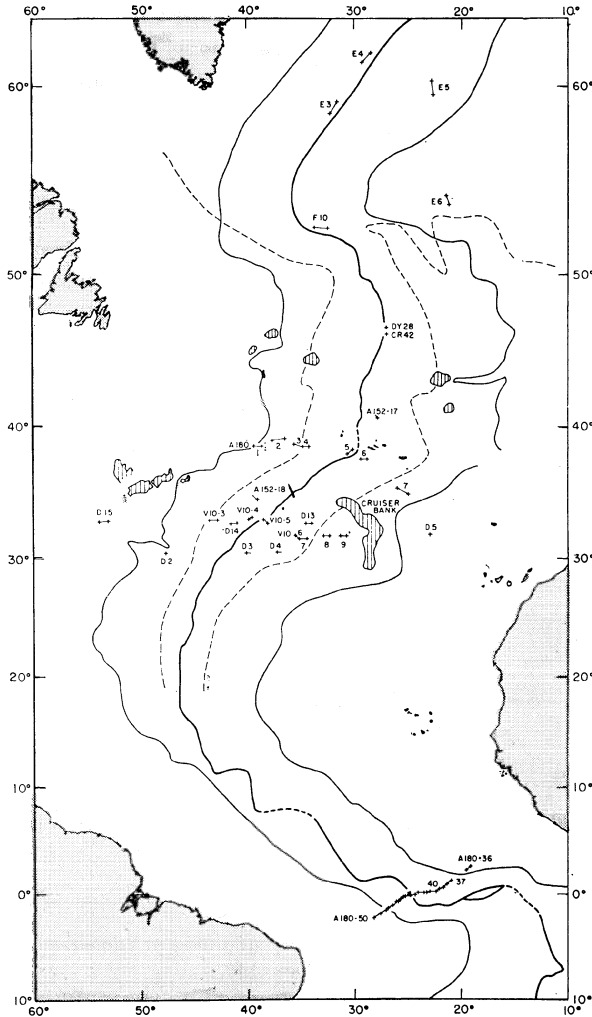 60° 50° 40° 30° 20° 10°
E4
E5
60° 60°
E3
E6
F 10
50° 50°
DY28
CR42
A152-17
40° 40°
A180 1 2 3 4 5 6
7
A152-18
CRUISER
BANK
D15
V10-3 V10-4 V10-5 D13
D14
V10 6
7 8 9
D5
D2 D3 D4
30° 30°
20° 20°
10° 10°
A180-36
40 37
0° 0°
A180-50
10° 10°
60° 50° 40° 30° 20° 10°